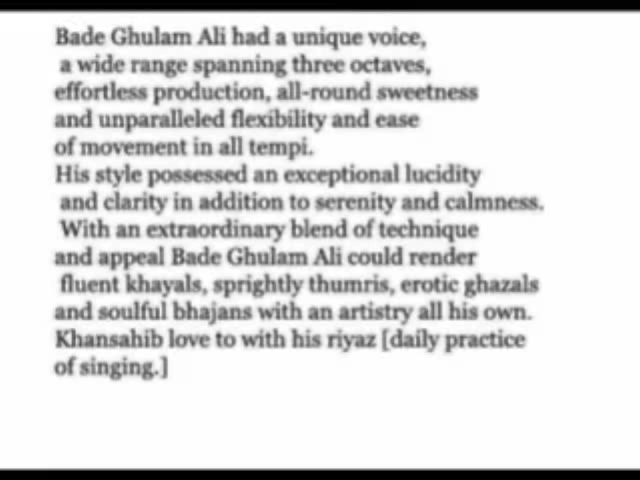 Bade Ghulam Ali had a unique voice,
a wide range spanning three octaves,
effortless production, all-round sweetness
and unparalleled flexibility and ease
of movement in all tempi.
His style possessed an exceptional lucidity
and clarity in addition to serenity and calmness.
With an extraordinary blend of technique
and appeal Bade Ghulam Ali could render
fluent khayals, sprightly thumris, erotic ghazals
and soulful bhajans with an artistry all his own.
Khansahib love to with his riyaz [daily practice
of singing.]